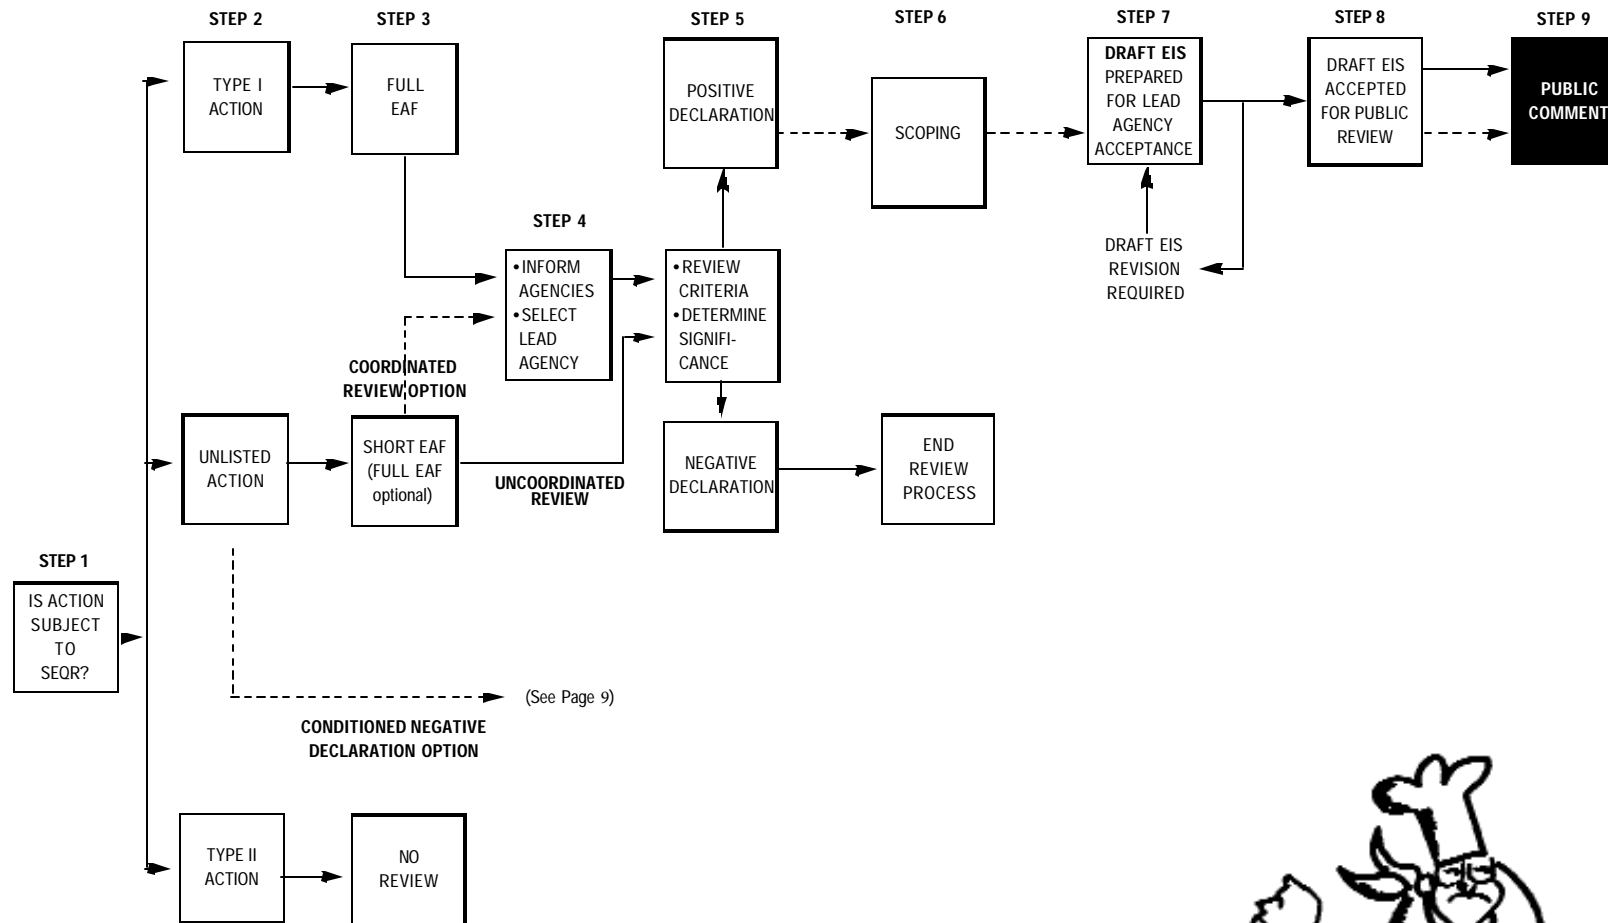 STEP 2
STEP 3
STEP 5
STEP 6
STEP 7
STEP 8
STEP 9
TYPE I
ACTION
FULL
EAF
POSITIVE
DECLARATION
SCOPING
DRAFT EIS
PREPARED
FOR LEAD
AGENCY
ACCEPTANCE
DRAFT EIS
ACCEPTED
FOR PUBLIC
REVIEW
PUBLIC
COMMENT
STEP 4
•INFORM
AGENCIES
•SELECT
LEAD
AGENCY
•REVIEW
CRITERIA
•DETERMINE
SIGNIFI-
CANCE
DRAFT EIS
REVISION
REQUIRED
COORDINATED
REVIEW OPTION
UNLISTED
ACTION
SHORT EAF
(FULL EAF
optional)
UNCOORDINATED
REVIEW
NEGATIVE
DECLARATION
END
REVIEW
PROCESS
STEP 1
IS ACTION
SUBJECT
TO
SEQR?
(See Page 9)
CONDITIONED NEGATIVE
DECLARATION OPTION
TYPE II
ACTION
NO
REVIEW